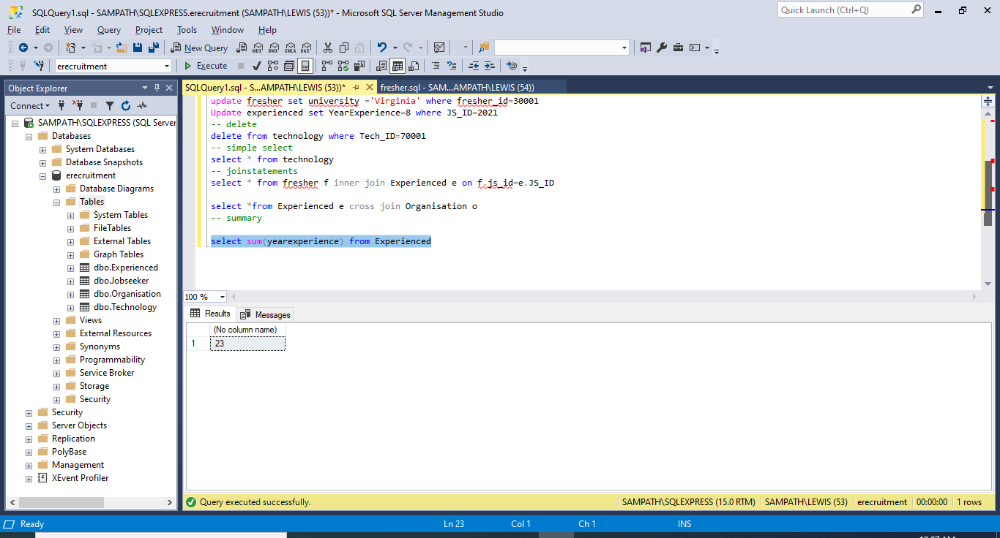 SQLQuery1.sql - SAMPATH\SQLEXPRESS.erecruitment (SAMPATH\LEWIS (53))* - Microsoft SQL Server Management Studio
Quick Launch (Ctrl+Q)
File Edit View Query Project Tools Window Help
New Query MDX DMX XMLA DAX
erecruitment Execute
Object Explorer
Connect
SAMPATH\SQLEXPRESS (SQL Server
Databases
System Databases
Database Snapshots
erecruitment
Database Diagrams
Tables
System Tables
FileTables
External Tables
Graph Tables
dbo.Experienced
dbo.Jobseeker
dbo.Organisation
dbo.Technology
Views
External Resources
Synonyms
Programmability
Service Broker
Storage
Security
Security
Server Objects
Replication
PolyBase
Management
XEvent Profiler
SQLQuery1.sql - S...AMPATH\LEWIS (53))* fresher.sql - SAM...AMPATH\LEWIS (54))
update fresher set university ='Virginia' where fresher_id=30001
Update experienced set YearExperience=8 where JS_ID=2021
-- delete
delete from technology where Tech_ID=70001
-- simple select
select * from technology
-- joinstatements
select * from fresher f inner join Experienced e on f.js_id=e.JS_ID
select *from Experienced e cross join Organisation o
-- summary
select sum(yearexperience) from Experienced
100 %
Results Messages
(No column name)
1 23
Query executed successfully. SAMPATH\SQLEXPRESS (15.0 RTM) SAMPATH\LEWIS (53) erecruitment 00:00:00 1 rows
Ready Ln 23 Col 1 Ch 1 INS